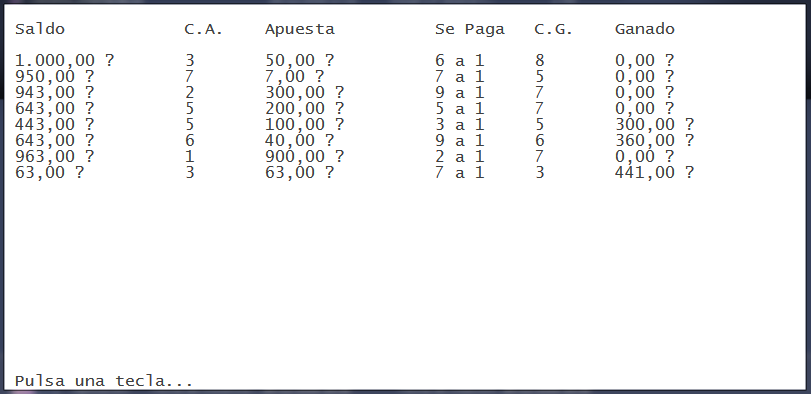 Saldo C.A. Apuesta Se Paga C.G. Ganado
1.000,00 ? 3 50,00 ? 6 a 1 8 0,00 ?
950,00 ? 7 7,00 ? 7 a 1 5 0,00 ?
943,00 ? 2 300,00 ? 9 a 1 7 0,00 ?
643,00 ? 5 200,00 ? 5 a 1 7 0,00 ?
443,00 ? 5 100,00 ? 3 a 1 5 300,00 ?
643,00 ? 6 40,00 ? 9 a 1 6 360,00 ?
963,00 ? 1 900,00 ? 2 a 1 7 0,00 ?
63,00 ? 3 63,00 ? 7 a 1 3 441,00 ?
Pulsa una tecla...